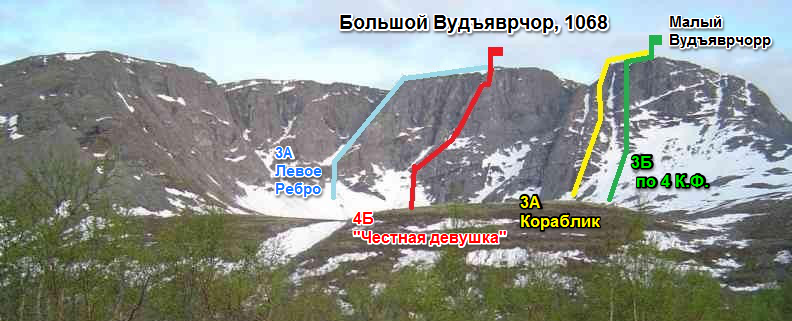 Большой Вудъяврчор, 1068
Малый
Вудъяврчорр
3А
Левое
Ребро
4Б
"Честная девушка"
3А
Кораблик
3Б
по 4 К.Ф.